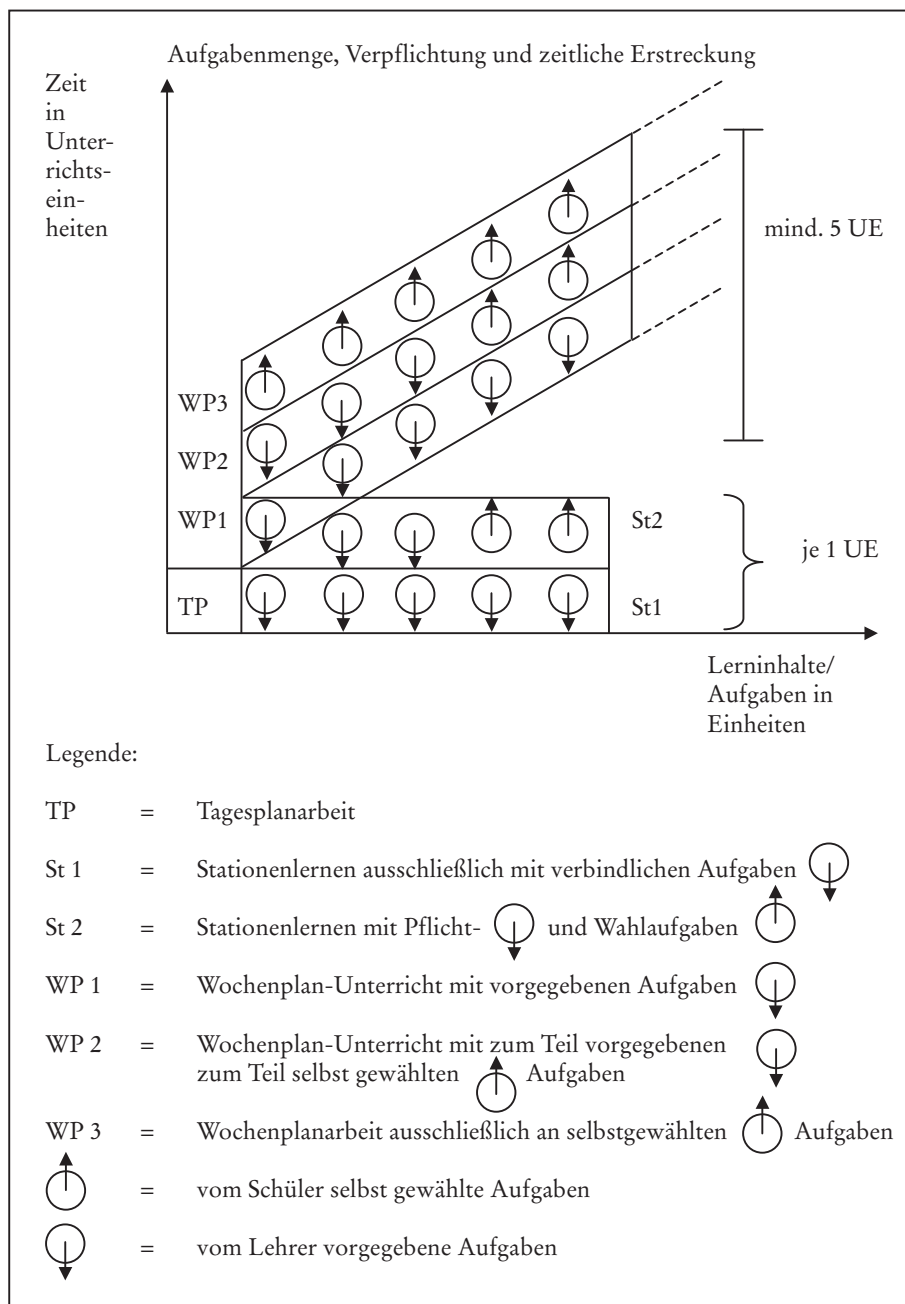 Aufgabenmenge, Verpflichtung und zeitliche Erstreckung
Zeit
in
Unter-
richts-
ein-
heiten
mind. 5 UE
WP3
WP2
WP1
St2
je 1 UE
TP
St1
Lerninhalte/
Aufgaben in
Einheiten
Legende:
TP = Tagesplanarbeit
St 1 = Stationenlernen ausschließlich mit verbindlichen Aufgaben
St 2 = Stationenlernen mit Pflicht- und Wahlaufgaben
WP 1 = Wochenplan-Unterricht mit vorgegebenen Aufgaben
WP 2 = Wochenplan-Unterricht mit zum Teil vorgegebenen
zum Teil selbst gewählten Aufgaben
WP 3 = Wochenplanarbeit ausschließlich an selbstgewählten Aufgaben
= vom Schüler selbst gewählte Aufgaben
= vom Lehrer vorgegebene Aufgaben